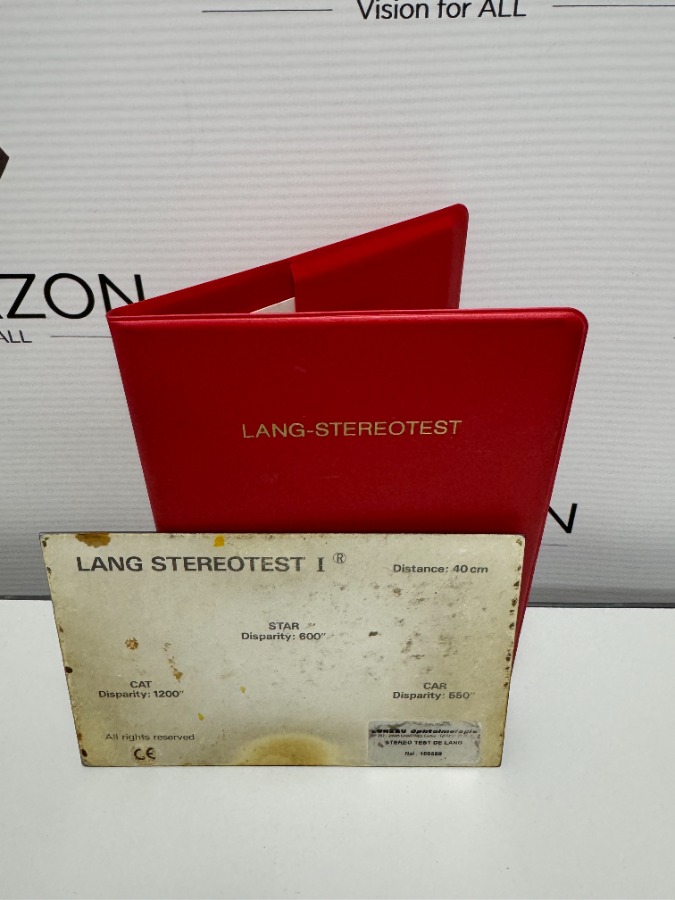 Vision for ALL
ZON
ALL
N
LANG-STEREOTEST
LANG STEREOTEST I ®
Distance: 40 cm
STAR
Disparity: 600"
CAT
Disparity: 1200"
CAR
Disparity: 550"
All rights reserved
CE
Ophtalmologie
STEREO TEST DE LANG